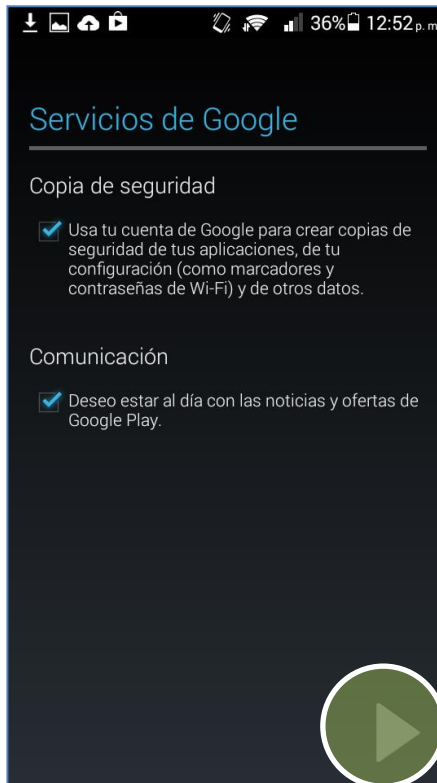 36% 12:52 p. m
Servicios de Google
Copia de seguridad
Usa tu cuenta de Google para crear copias de
seguridad de tus aplicaciones, de tu
configuración (como marcadores y
contraseñas de Wi-Fi) y de otros datos.
Comunicación
Deseo estar al día con las noticias y ofertas de
Google Play.